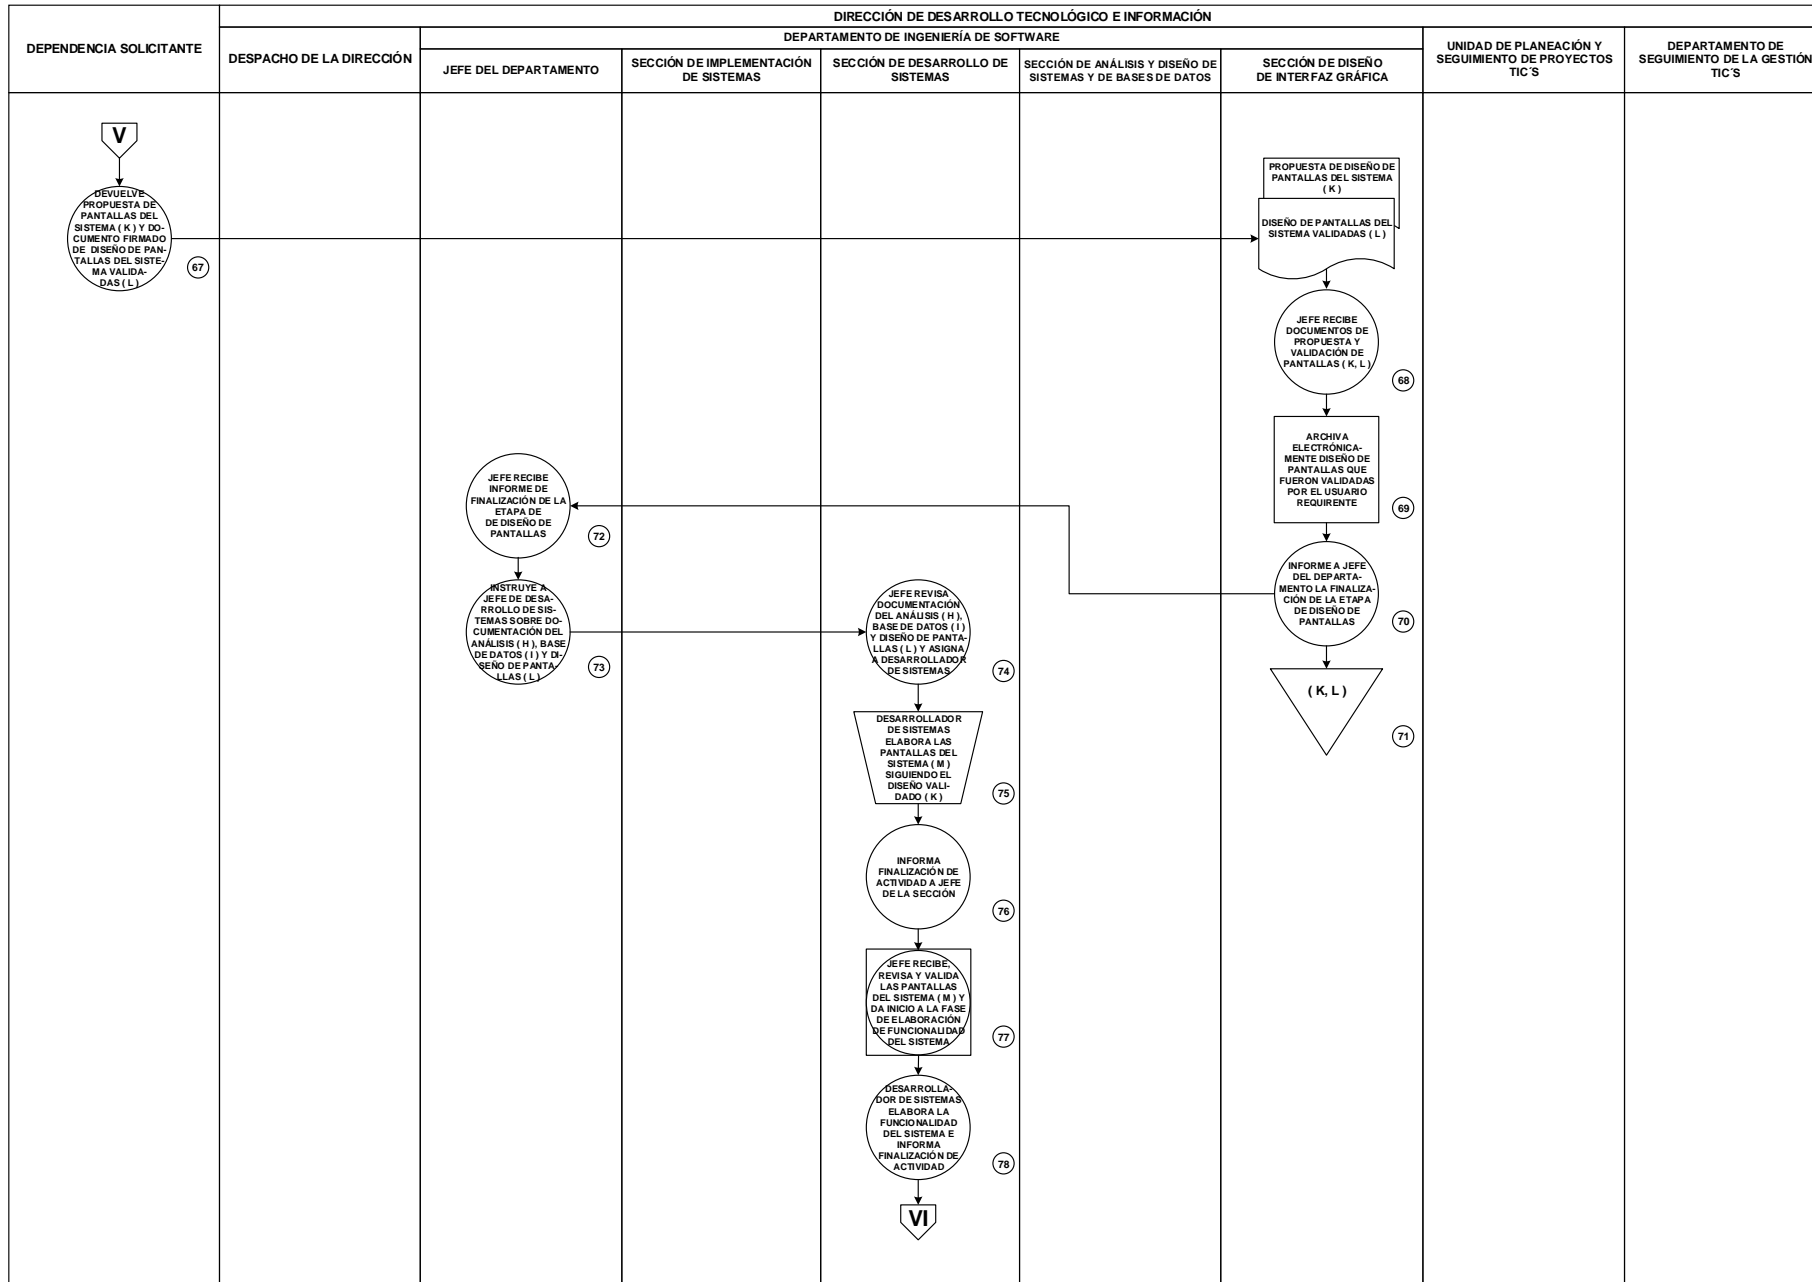 DIRECCIÓN DE DESARROLLO TECNOLÓGICO E INFORMACIÓN
DEPENDENCIA SOLICITANTE
DESPACHO DE LA DIRECCIÓN
DEPARTAMENTO DE INGENIERÍA DE SOFTWARE
JEFE DEL DEPARTAMENTO
SECCIÓN DE IMPLEMENTACIÓN
DE SISTEMAS
SECCIÓN DE DESARROLLO DE
SISTEMAS
SECCIÓN DE ANÁLISIS Y DISEÑO DE
SISTEMAS Y DE BASES DE DATOS
SECCIÓN DE DISEÑO
DE INTERFAZ GRÁFICA
UNIDAD DE PLANEACIÓN Y
SEGUIMIENTO DE PROYECTOS
TIC´S
DEPARTAMENTO DE
SEGUIMIENTO DE LA GESTIÓN
TIC´S
V
DEVUELVE
PROPUESTA DE
PANTALLAS DEL
SISTEMA ( K ) Y DO-
CUMENTO FIRMADO
DE DISEÑO DE PAN-
TALLAS DEL SISTE-
MA VALIDA-
DAS ( L )
67
PROPUESTA DE DISEÑO DE
PANTALLAS DEL SISTEMA
( K )
DISEÑO DE PANTALLAS DEL
SISTEMA VALIDADAS ( L )
JEFE RECIBE
DOCUMENTOS DE
PROPUESTA Y
VALIDACIÓN DE
PANTALLAS ( K, L )
68
ARCHIVA
ELECTRÓNICA-
MENTE DISEÑO DE
PANTALLAS QUE
FUERON VALIDADAS
POR EL USUARIO
REQUIRENTE
69
INFORME A JEFE
DEL DEPARTA-
MENTO LA FINALIZA-
CIÓN DE LA ETAPA
DE DISEÑO DE
PANTALLAS
70
( K, L )
71
JEFE RECIBE
INFORME DE
FINALIZACIÓN DE LA
ETAPA DE
DE DISEÑO DE
PANTALLAS
72
INSTRUYE A
JEFE DE DESA-
RROLLO DE SIS-
TEMAS SOBRE DO-
CUMENTACIÓN DEL
ANÁLISIS ( H ), BASE
DE DATOS ( I ) Y DI-
SEÑO DE PANTA-
LLAS ( L )
73
JEFE REVISA
DOCUMENTACIÓN
DEL ANÁLISIS ( H ),
BASE DE DATOS ( I )
Y DISEÑO DE PANTA-
LLAS ( L ) Y ASIGNA
A DESARROLLADOR
DE SISTEMAS
74
DESARROLLADOR
DE SISTEMAS
ELABORA LAS
PANTALLAS DEL
SISTEMA ( M )
SIGUIENDO EL
DISEÑO VALI-
DADO ( K )
75
INFORMA
FINALIZACIÓN DE
ACTIVIDAD A JEFE
DE LA SECCIÓN
76
JEFE RECIBE,
REVISA Y VALIDA
LAS PANTALLAS
DEL SISTEMA ( M ) Y
DA INICIO A LA FASE
DE ELABORACIÓN
DE FUNCIONALIDAD
DEL SISTEMA
77
DESARROLLA-
DOR DE SISTEMAS
ELABORA LA
FUNCIONALIDAD
DEL SISTEMA E
INFORMA
FINALIZACIÓN DE
ACTIVIDAD
78
VI